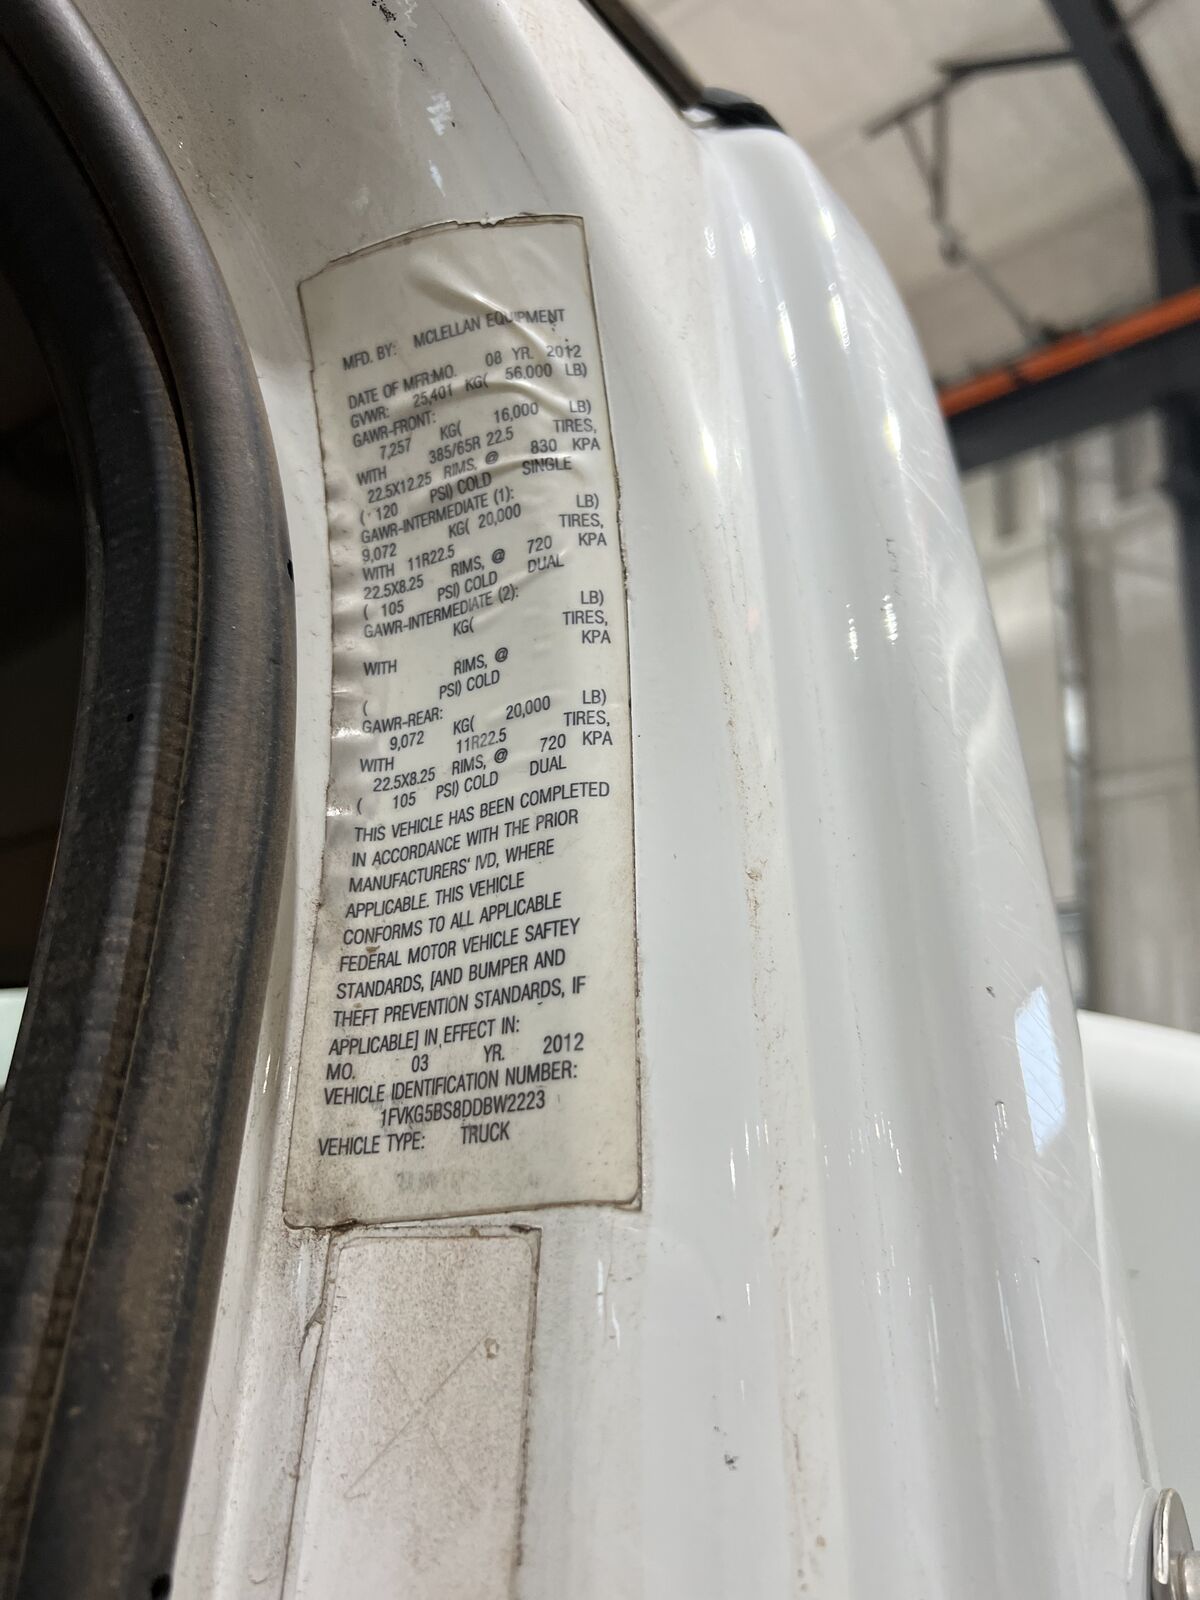 MFD. BY: MCLELLAN EQUIPMENT
DATE OF MFR:MO. 08 YR. 2012
GVWR: 25,401 KG( 56,000 LB)
GAWR-FRONT:
7,257 KG( 16,000 LB)
WITH 385/65R 22.5 TIRES,
22.5X12.25 RIMS, @ 830 KPA
( 120 PSI) COLD SINGLE
GAWR-INTERMEDIATE (1):
9,072 KG( 20,000 LB)
WITH 11R22.5 TIRES,
22.5X8.25 RIMS, @ 720 KPA
( 105 PSI) COLD DUAL
GAWR-INTERMEDIATE (2):
KG( LB)
WITH TIRES,
RIMS, @ KPA
( PSI) COLD
GAWR-REAR:
9,072 KG( 20,000 LB)
WITH 11R22.5 TIRES,
22.5X8.25 RIMS, @ 720 KPA
( 105 PSI) COLD DUAL
THIS VEHICLE HAS BEEN COMPLETED
IN ACCORDANCE WITH THE PRIOR
MANUFACTURERS' IVD, WHERE
APPLICABLE. THIS VEHICLE
CONFORMS TO ALL APPLICABLE
FEDERAL MOTOR VEHICLE SAFTEY
STANDARDS, [AND BUMPER AND
THEFT PREVENTION STANDARDS, IF
APPLICABLE] IN EFFECT IN:
MO. 03 YR. 2012
VEHICLE IDENTIFICATION NUMBER:
1FVKG5BS8DDBW2223
VEHICLE TYPE: TRUCK